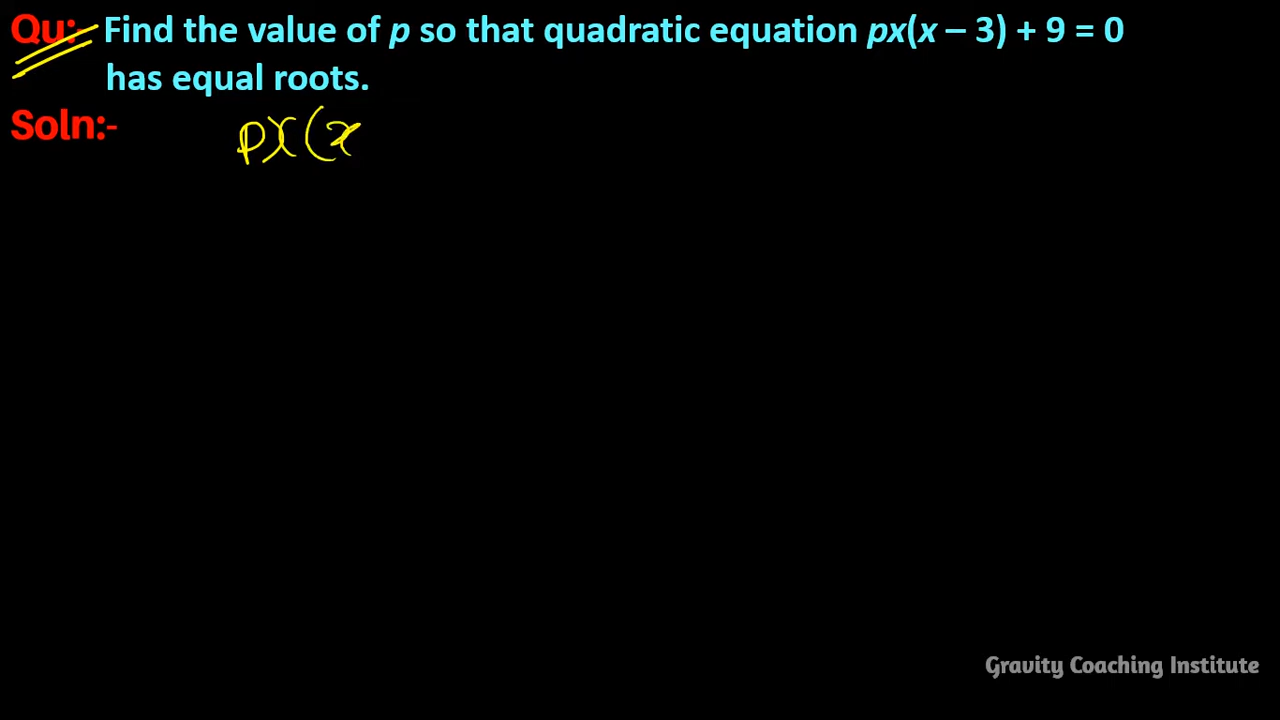 Qu:- Find the value of p so that quadratic equation px(x – 3) + 9 = 0
has equal roots.
Soln:-
px(x
Gravity Coaching Institute